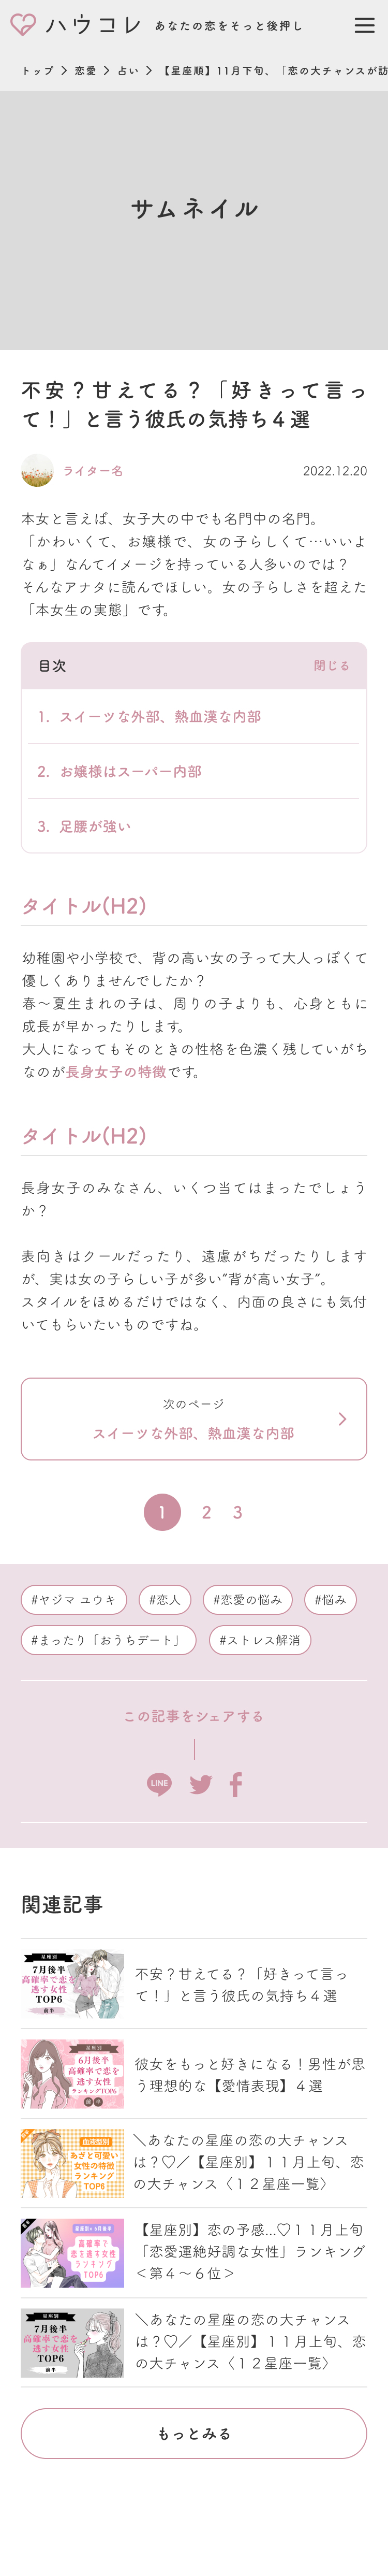 ハウコレ あなたの恋をそっと後押し
トップ > 恋愛 > 占い > 【星座順】11月下旬、「恋の大チャンスが訪
サムネイル
不安？甘えてる？「好きって言っ
て！」と言う彼氏の気持ち４選
ライター名 2022.12.20
本女と言えば、女子大の中でも名門中の名門。
「かわいくて、お嬢様で、女の子らしくて…いいよ
なぁ」なんてイメージを持っている人多いのでは？
そんなアナタに読んでほしい。女の子らしさを超えた
「本女生の実態」です。
目次 閉じる
1. スイーツな外部、熱血漢な内部
2. お嬢様はスーパー内部
3. 足腰が強い
タイトル(H2)
幼稚園や小学校で、背の高い女の子って大人っぽくて
優しくありませんでしたか？
春〜夏生まれの子は、周りの子よりも、心身ともに
成長が早かったりします。
大人になってもそのときの性格を色濃く残していがち
なのが長身女子の特徴です。
タイトル(H2)
長身女子のみなさん、いくつ当てはまったでしょう
か？
表向きはクールだったり、遠慮がちだったりします
が、実は女の子らしい子が多い”背が高い女子”。
スタイルをほめるだけではなく、内面の良さにも気付
いてもらいたいものですね。
次のページ
スイーツな外部、熱血漢な内部
1 2 3
#ヤジマ ユウキ #恋人 #恋愛の悩み #悩み
#まったり「おうちデート」 #ストレス解消
この記事をシェアする
LINE
関連記事
星座別
7月後半
高確率で恋を
逃す女性
TOP6
前半
不安？甘えてる？「好きって言っ
て！」と言う彼氏の気持ち４選
星座別
6月後半
高確率で恋を
逃す女性
ランキングTOP6
彼女をもっと好きになる！男性が思
う理想的な【愛情表現】４選
血液型別
あざと可愛い
女性の特徴
ランキング
TOP6
＼あなたの星座の恋の大チャンス
は？♡／【星座別】１１月上旬、恋
の大チャンス〈１２星座一覧〉
星座別×6月後半
高確率？
恋を逃す女性
ランキング
TOP6
【星座別】恋の予感…♡１１月上旬
「恋愛運絶好調な女性」ランキング
＜第４〜６位＞
星座別
7月後半
高確率で恋を
逃す女性
TOP6
前半
＼あなたの星座の恋の大チャンス
は？♡／【星座別】１１月上旬、恋
の大チャンス〈１２星座一覧〉
もっとみる